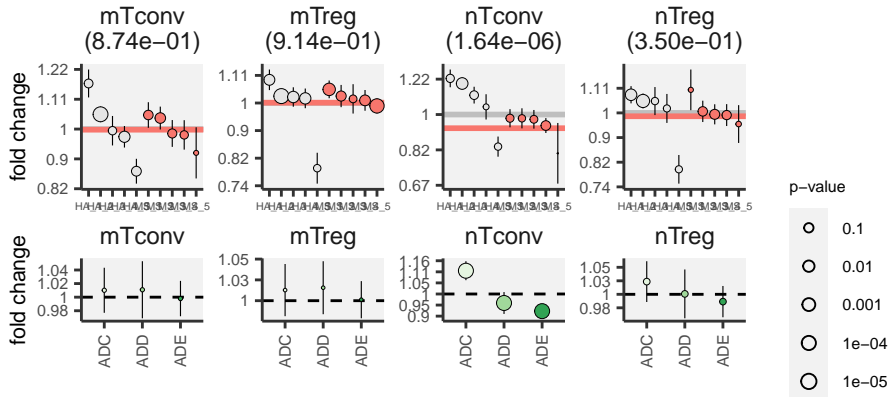 mTconv
(8.74e−01)
mTreg
(9.14e−01)
nTconv
(1.64e−06)
nTreg
(3.50e−01)
fold change
1.22
1.11
1
0.9
0.82
1.11
1
0.9
0.82
0.74
1.22
1
0.82
0.67
1.11
1
0.9
0.82
0.74
mTconv
mTreg
nTconv
nTreg
fold change
1.04
1.02
1
0.98
1.05
1.03
1
1.16
1.1
1.05
1
0.95
0.9
1.05
1.03
1
0.98
ADC
ADD
ADE
ADC
ADD
ADE
ADC
ADD
ADE
ADC
ADD
ADE
p−value
0.1
0.01
0.001
1e−04
1e−05